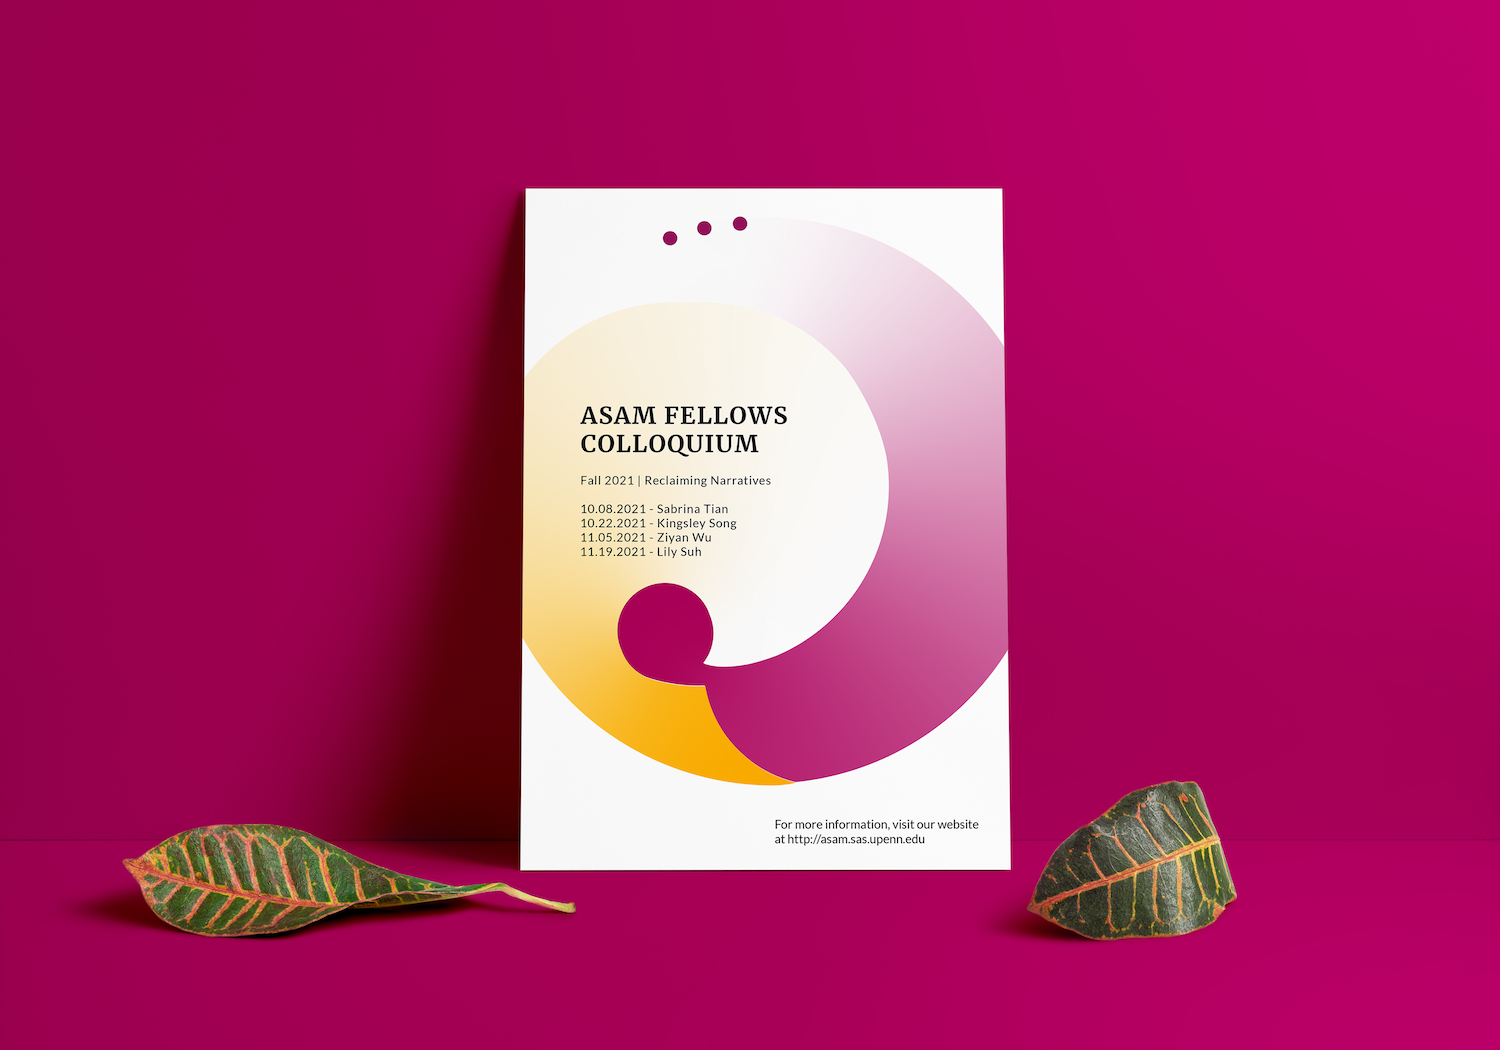 ASAM FELLOWS
COLLOQUIUM
Fall 2021 | Reclaiming Narratives
10.08.2021 - Sabrina Tian
10.22.2021 - Kingsley Song
11.05.2021 - Ziyan Wu
11.19.2021 - Lily Suh
For more information, visit our website
at http://asam.sas.upenn.edu